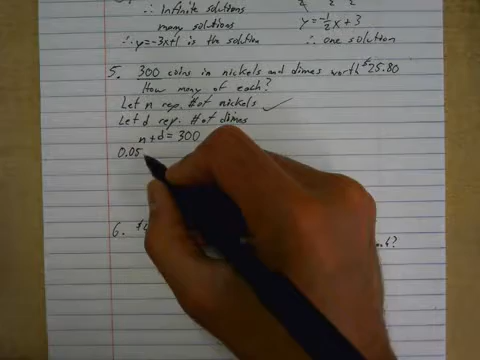 ∴ infinite solutions
many solutions
y = -1/2 x + 3
∴ y=-3x+1 is the solution
∴ one solution
5. 300 coins in nickels and dimes worth $25.80
How many of each?
Let n rep. # of nickels ✓
Let d rep. # of dimes
n + d = 300
0.05
6.